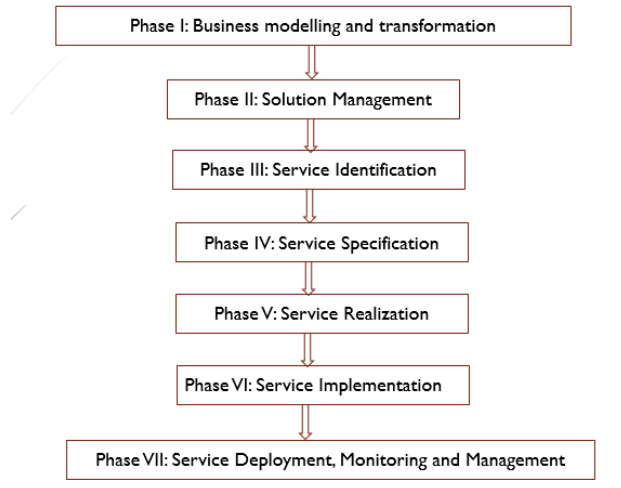 Phase I: Business modelling and transformation
Phase II: Solution Management
Phase III: Service Identification
Phase IV: Service Specification
Phase V: Service Realization
Phase VI: Service Implementation
Phase VII: Service Deployment, Monitoring and Management